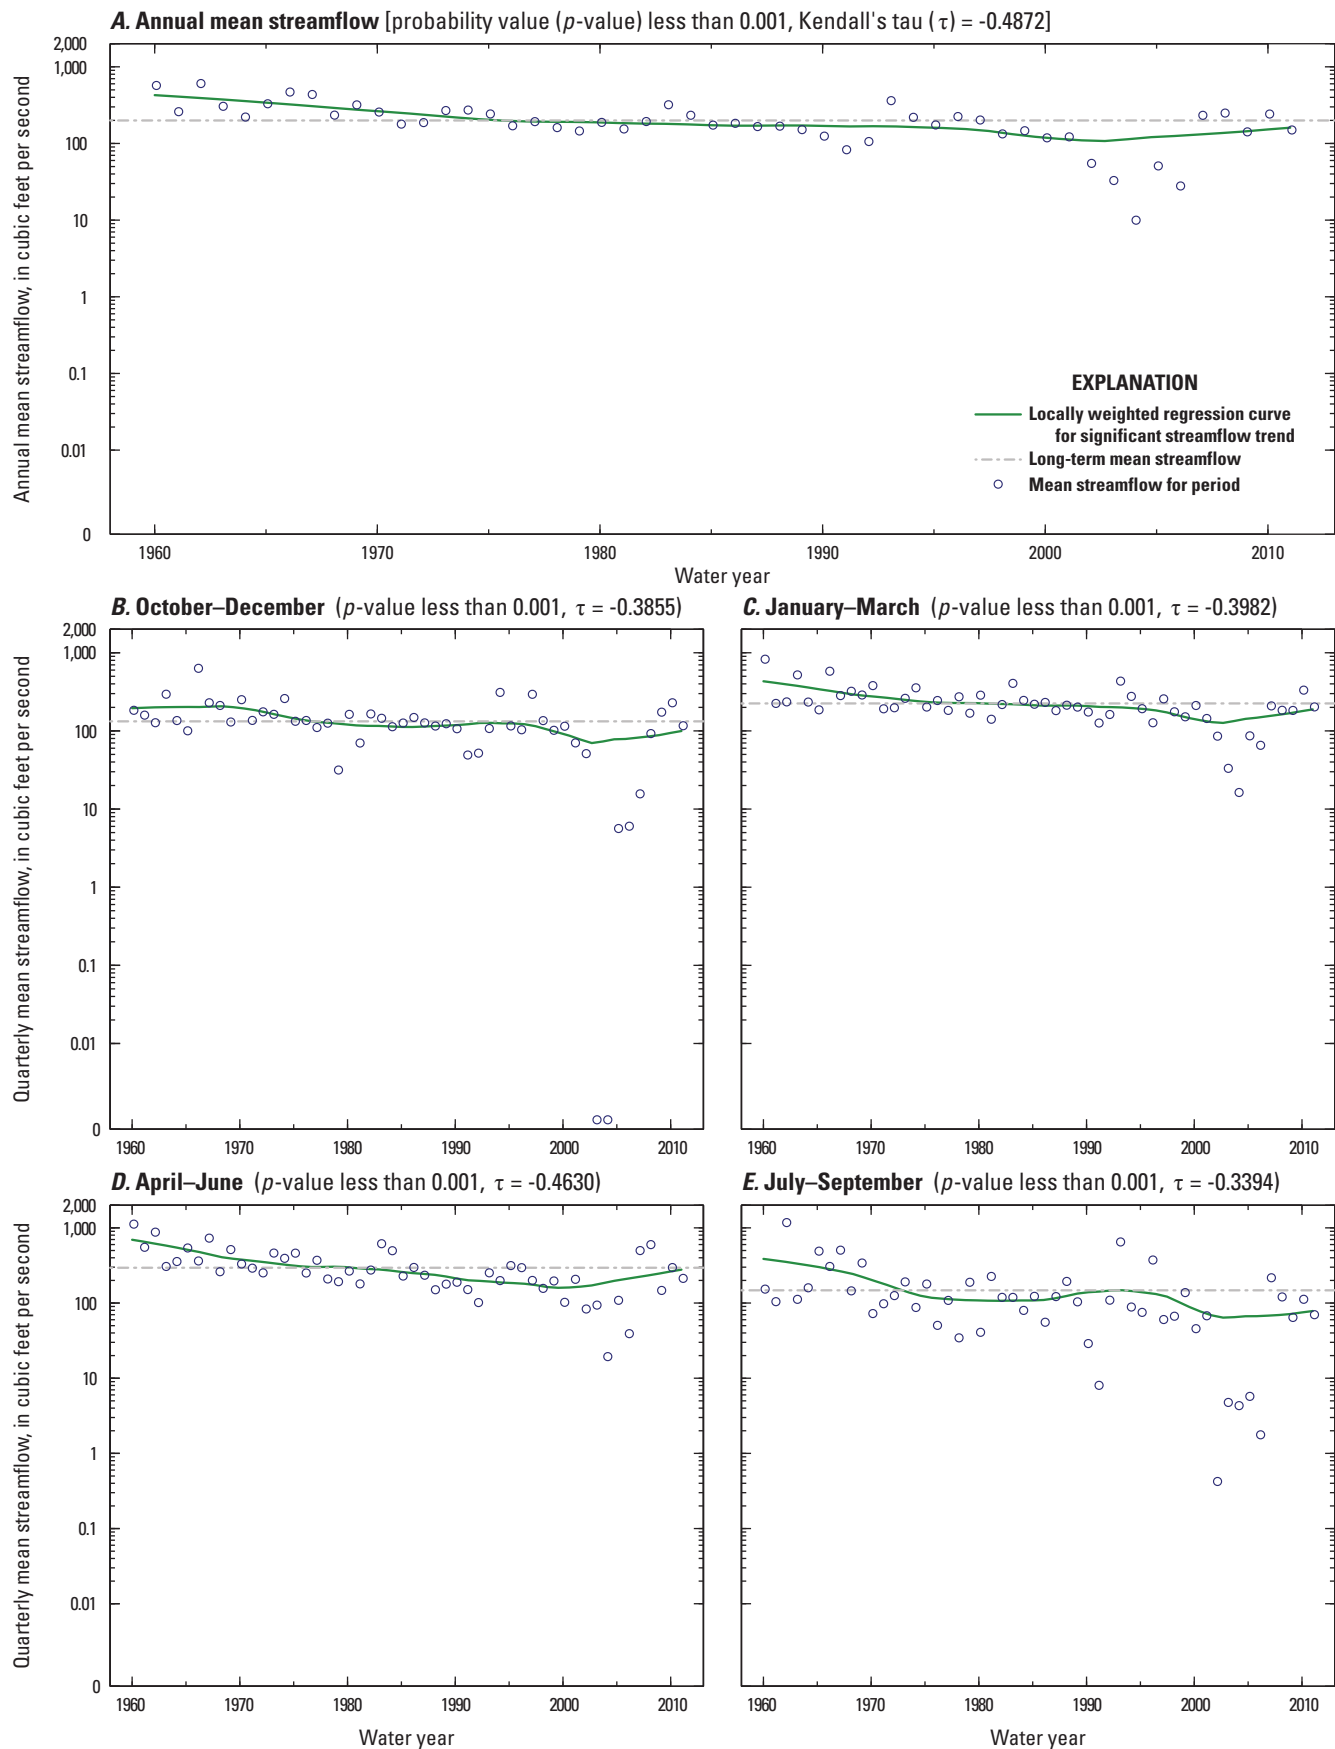 A. Annual mean streamflow [probability value (p-value) less than 0.001, Kendall's tau (τ) = -0.4872]
Annual mean streamflow, in cubic feet per second
2,000
1,000
100
10
1
0.1
0.01
0
EXPLANATION
Locally weighted regression curve
for significant streamflow trend
Long-term mean streamflow
Mean streamflow for period
1960 1970 1980 1990 2000 2010
Water year
B. October–December (p-value less than 0.001, τ = -0.3855)
Quarterly mean streamflow, in cubic feet per second
2,000
1,000
100
10
1
0.1
0.01
0
1960 1970 1980 1990 2000 2010
C. January–March (p-value less than 0.001, τ = -0.3982)
1960 1970 1980 1990 2000 2010
D. April–June (p-value less than 0.001, τ = -0.4630)
Quarterly mean streamflow, in cubic feet per second
2,000
1,000
100
10
1
0.1
0.01
0
1960 1970 1980 1990 2000 2010
Water year
E. July–September (p-value less than 0.001, τ = -0.3394)
1960 1970 1980 1990 2000 2010
Water year